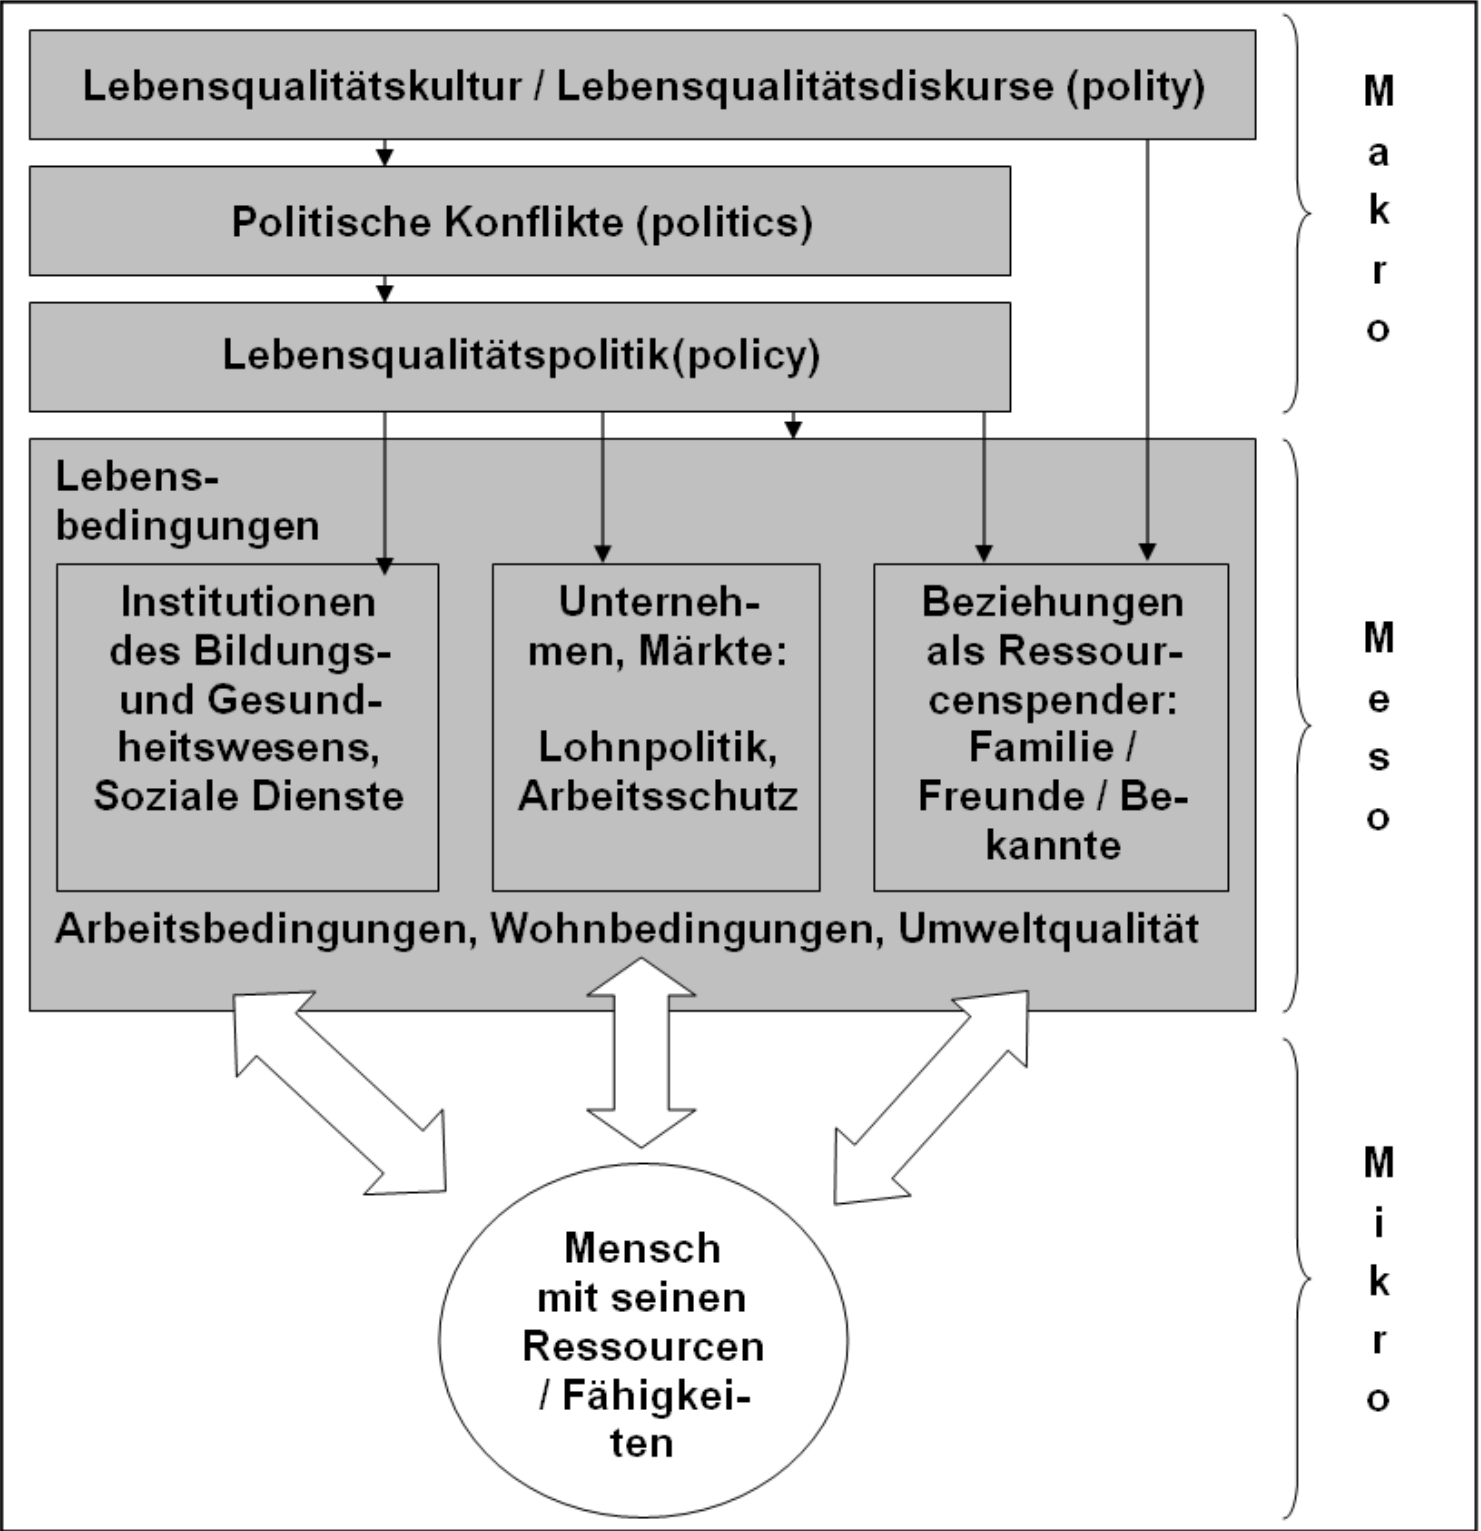 Lebensqualitätskultur / Lebensqualitätsdiskurse (polity)
Politische Konflikte (politics)
Lebensqualitätspolitik(policy)
M
a
k
r
o
Lebens-
bedingungen
Institutionen
des Bildungs-
und Gesund-
heitswesens,
Soziale Dienste
Unterneh-
men, Märkte:
Lohnpolitik,
Arbeitsschutz
Beziehungen
als Ressour-
censpender:
Familie /
Freunde / Be-
kannte
Arbeitsbedingungen, Wohnbedingungen, Umweltqualität
M
e
s
o
Mensch
mit seinen
Ressourcen
/ Fähigkei-
ten
M
i
k
r
o